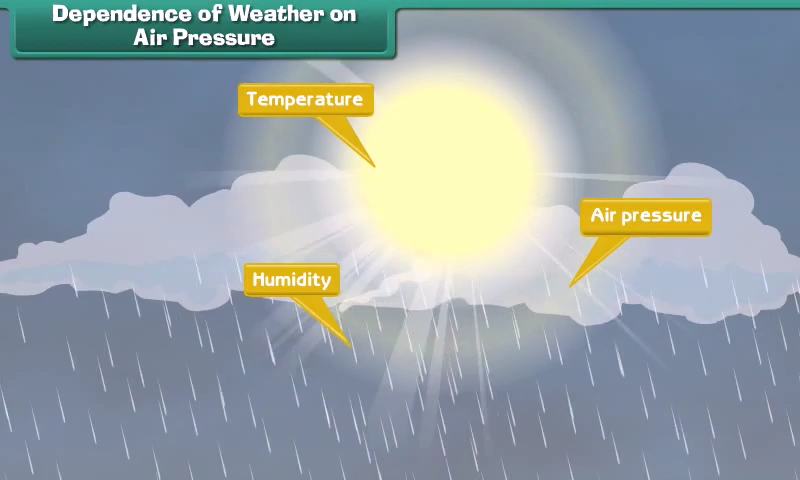 Dependence of Weather on
Air Pressure
Temperature
Air pressure
Humidity